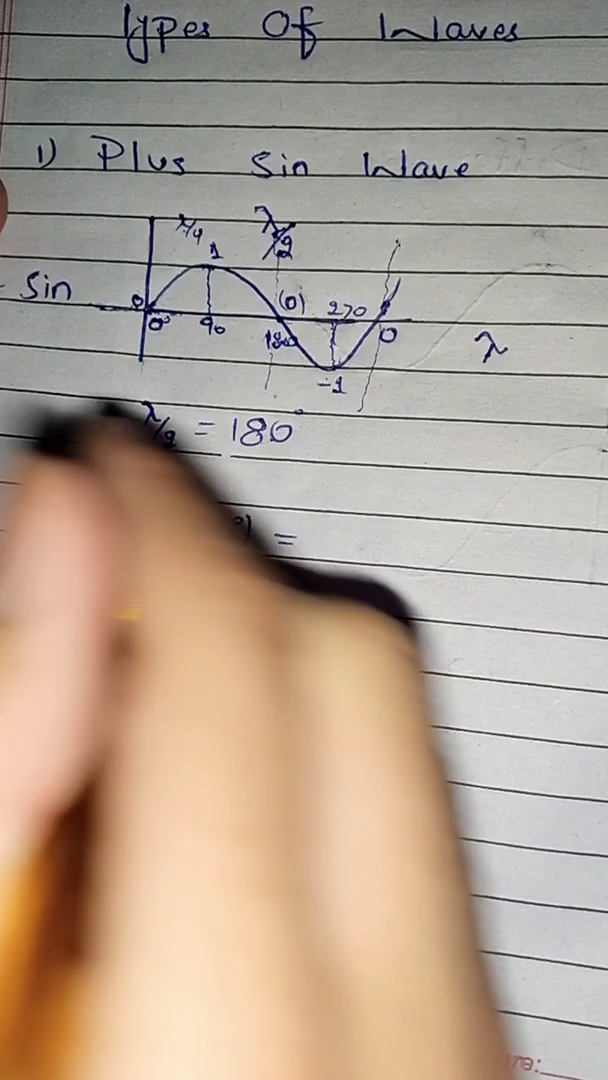 Types Of Waves
1) Plus Sin Wave
λ/4 λ/2
1
Sin
0 (0) 270
0° 90 180 0
λ
-1
λ/2 = 180°
=